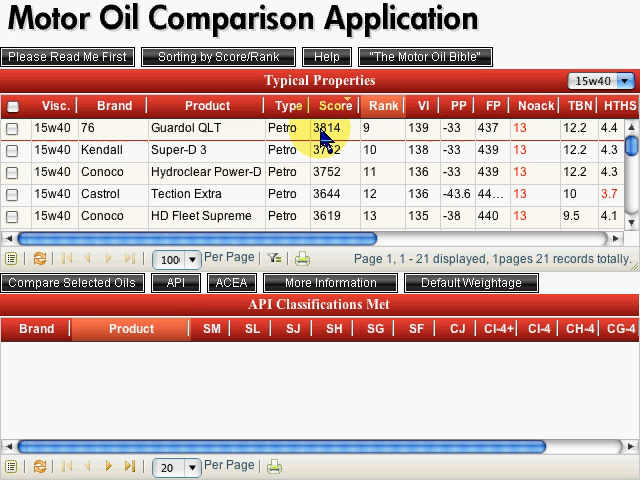 Motor Oil Comparison Application
Please Read Me First Sorting by Score/Rank Help "The Motor Oil Bible"
Typical Properties 15w40
Visc. Brand Product Type Score Rank VI PP FP Noack TBN HTHS
15w40 76 Guardol QLT Petro 3814 9 139 -33 437 13 12.2 4.4
15w40 Kendall Super-D 3 Petro 10 138 -33 439 13 12.2 4.4
15w40 Conoco Hydroclear Power-D Petro 3752 11 136 -33 440 13 12.2 4.4
15w40 Castrol Tection Extra Petro 3644 12 136 -43.6 44... 13 10 3.7
15w40 Conoco HD Fleet Supreme Petro 3619 13 135 -38 440 13 9.5 4.1
100 Per Page Page 1, 1 - 21 displayed, 1pages 21 records totally.
Compare Selected Oils API ACEA More Information Default Weightage
API Classifications Met
Brand Product SM SL SJ SH SG SF CJ CI-4+ CI-4 CH-4 CG-4
20 Per Page